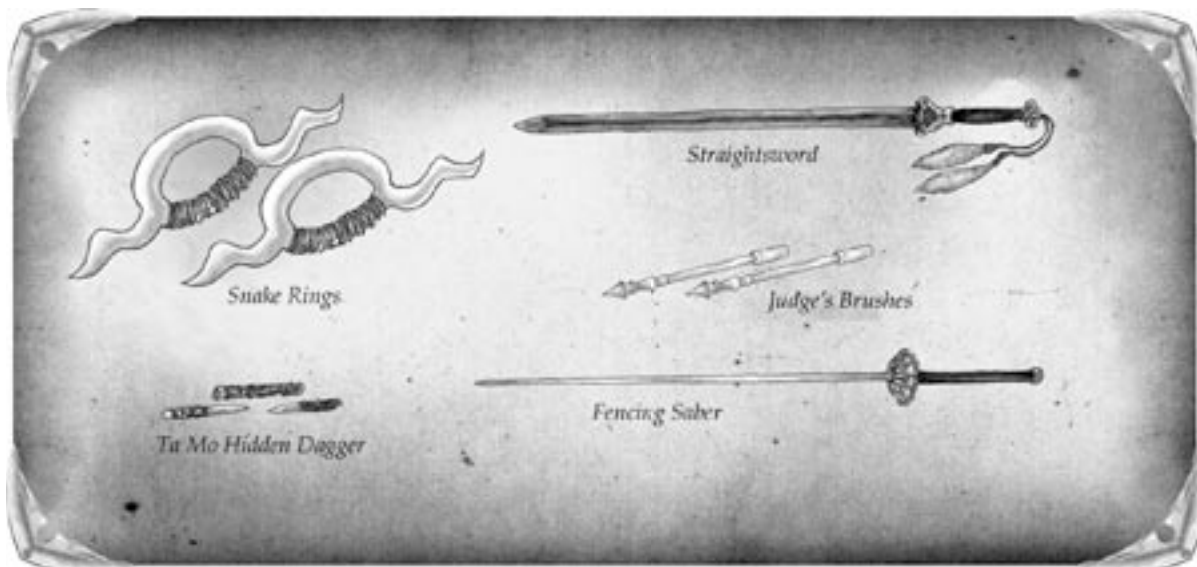 Straightsword
Snake Rings
Judge's Brushes
Fencing Saber
Ta Mo Hidden Dagger